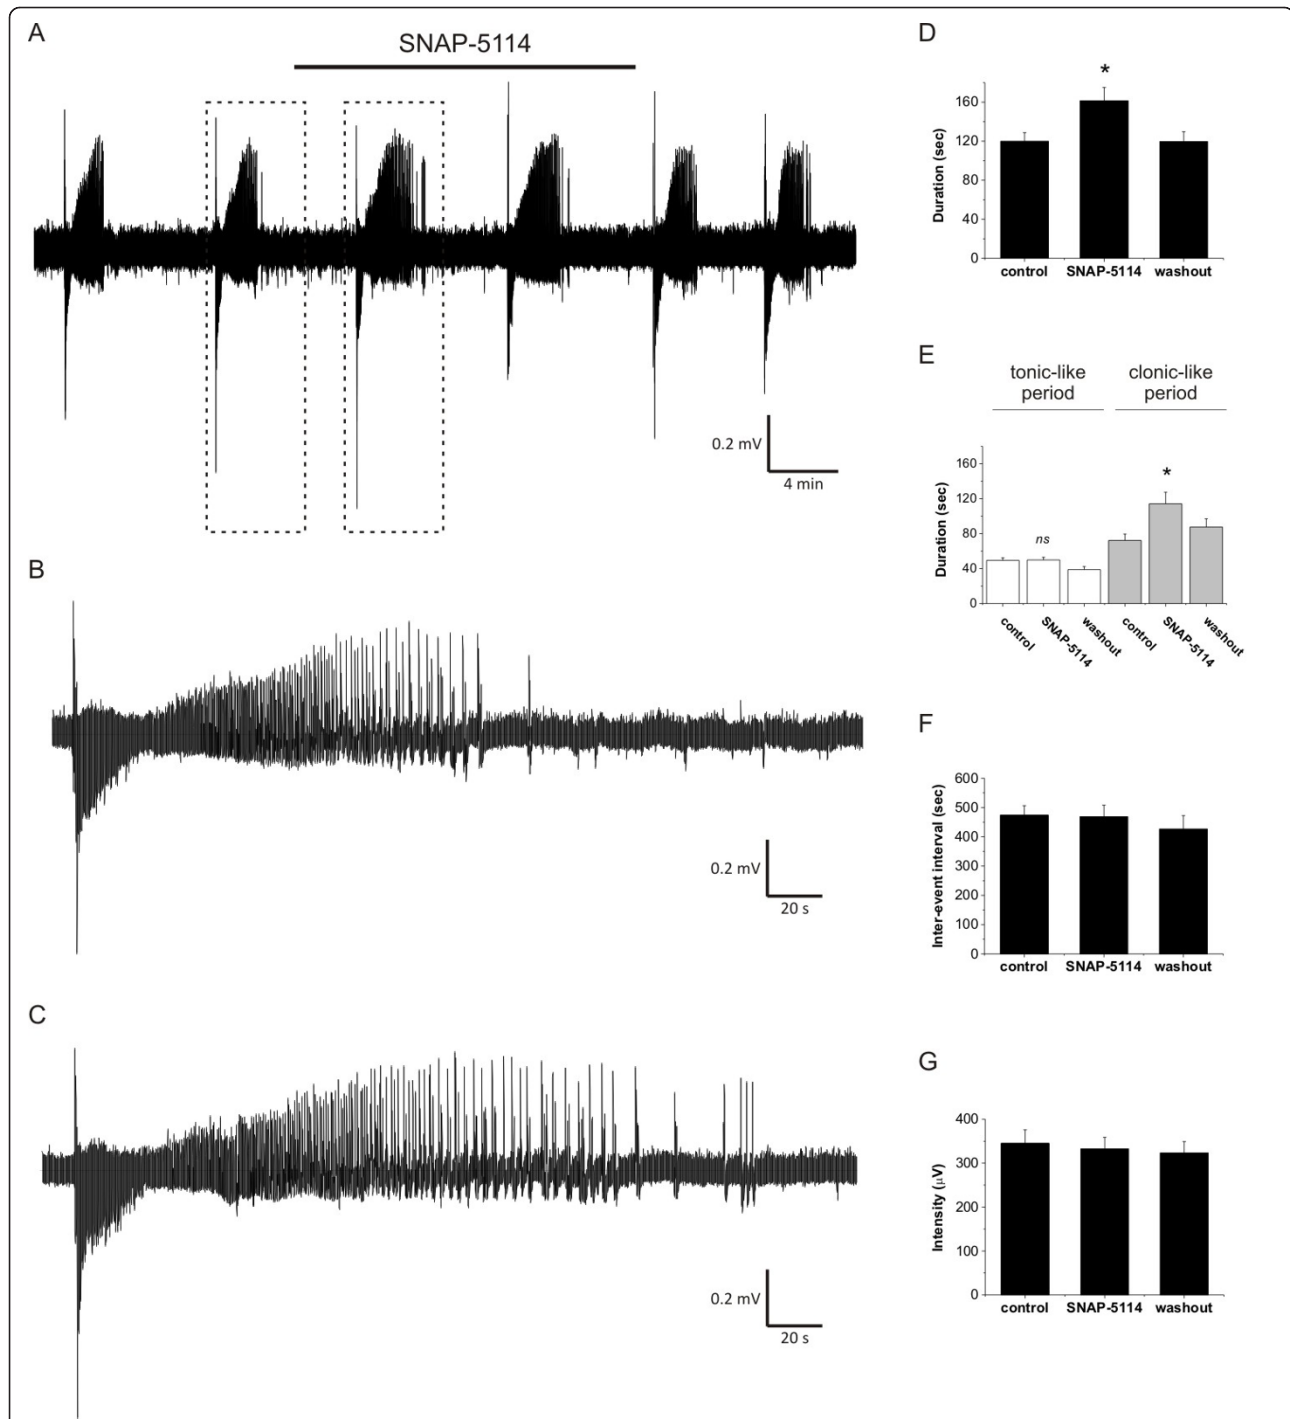 A
SNAP-5114
0.2 mV
4 min
B
0.2 mV
20 s
C
0.2 mV
20 s
D
*
Duration (sec)
160
120
80
40
0
control SNAP-5114 washout
E
tonic-like period
clonic-like period
Duration (sec)
160
120
80
40
0
ns
*
control
SNAP-5114
washout
control
SNAP-5114
washout
F
Inter-event interval (sec)
600
500
400
300
200
100
0
control SNAP-5114 washout
G
Intensity (µV)
400
300
200
100
0
control SNAP-5114 washout